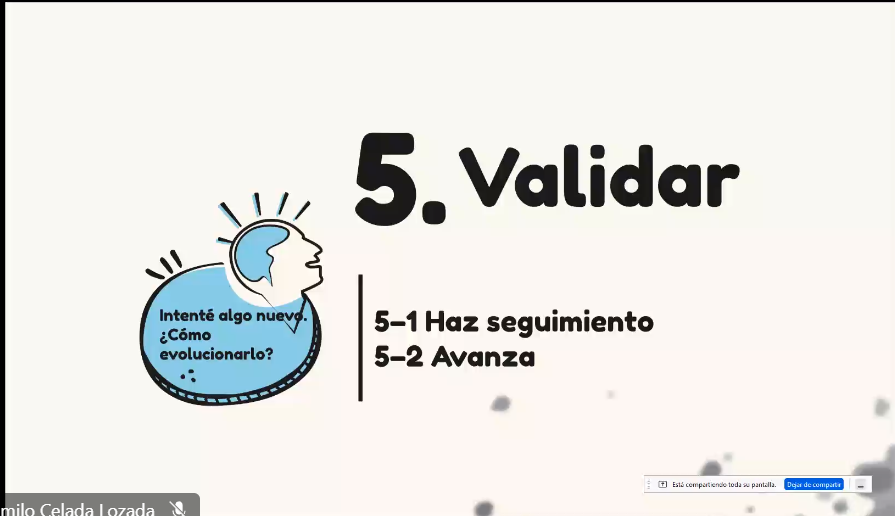 5. Validar
Intenté algo nuevo.
¿Cómo
evolucionarlo?
5–1 Haz seguimiento
5–2 Avanza
Está compartiendo toda su pantalla. Dejar de compartir
milo Celada Lozada